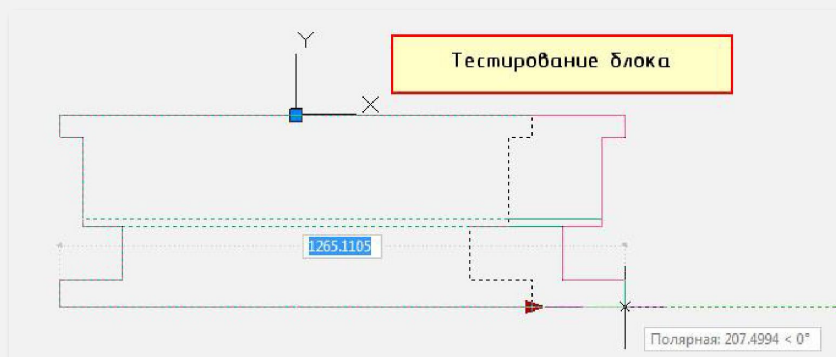 Y
Тестирование блока
X
1265.1105
Полярная: 207.4994 < 0°